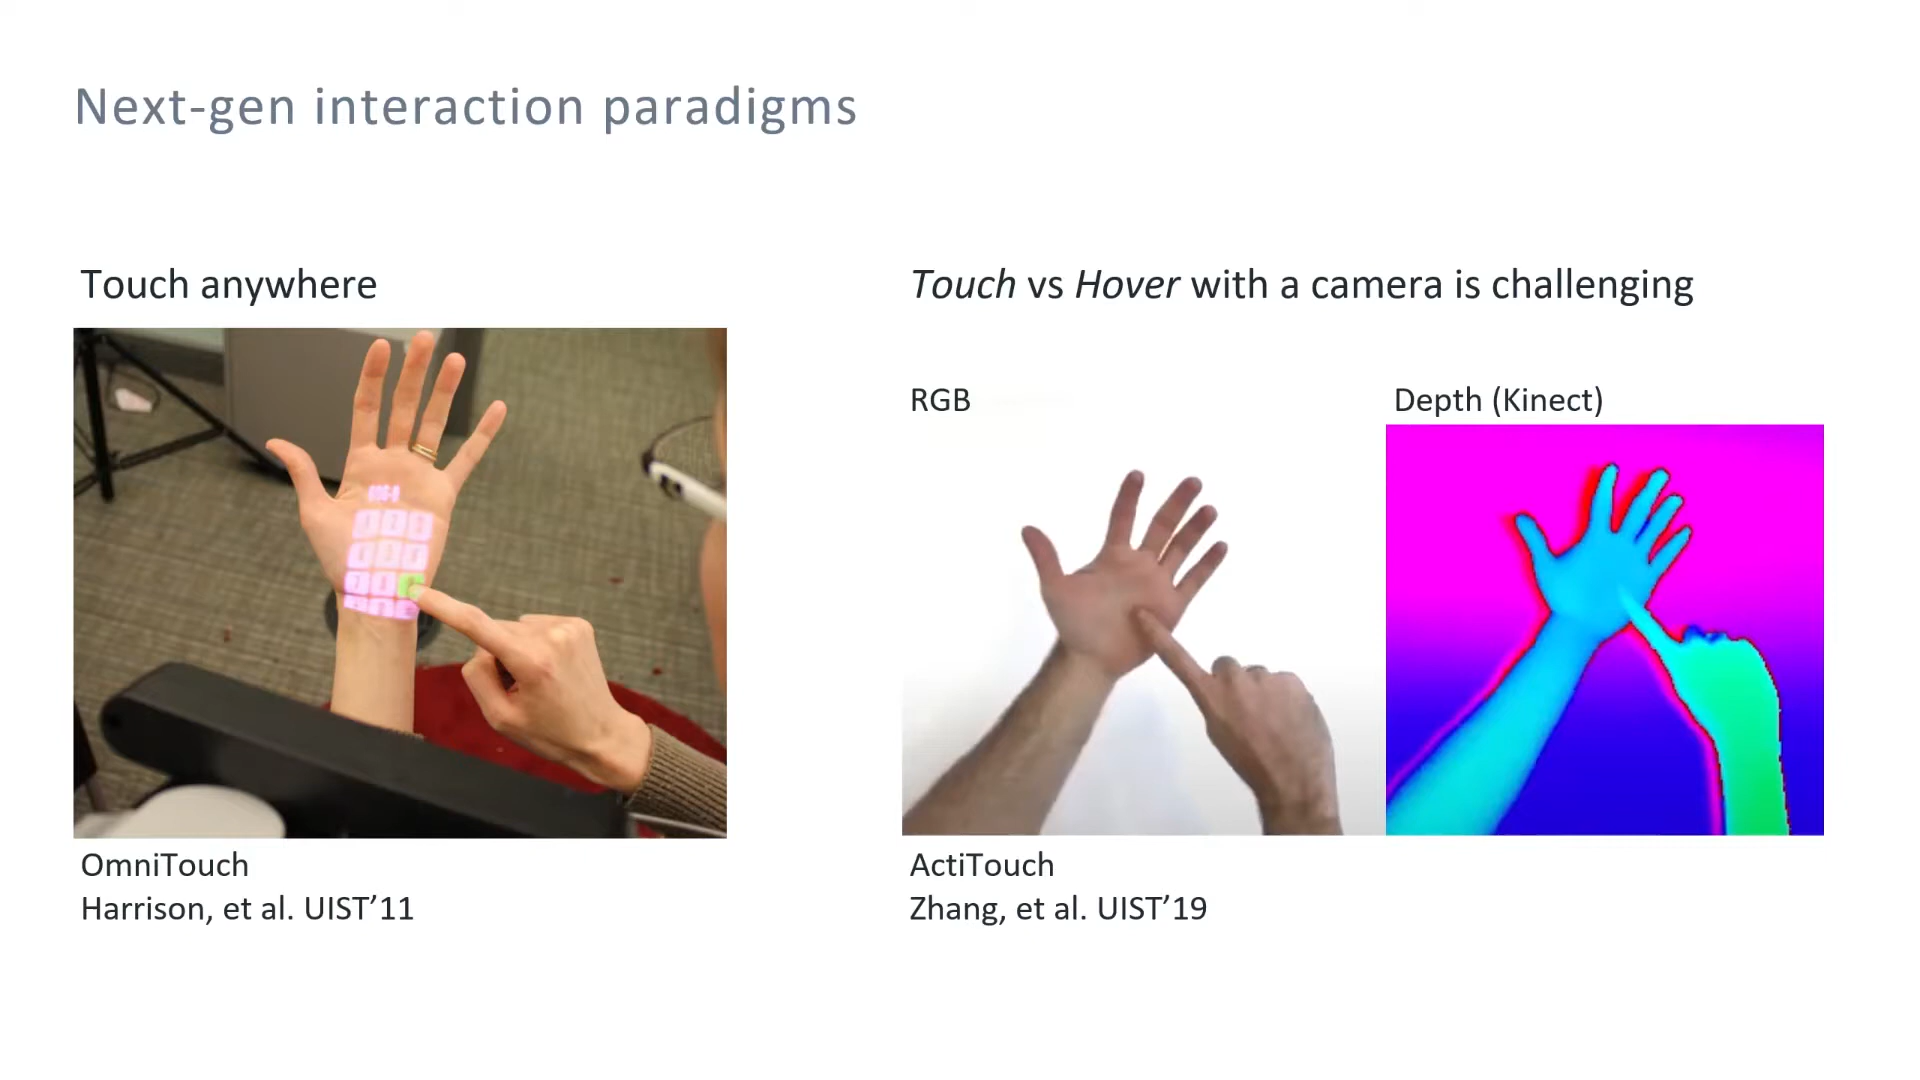 Next-gen interaction paradigms
Touch anywhere
OmniTouch
Harrison, et al. UIST’11
Touch vs Hover with a camera is challenging
RGB
Depth (Kinect)
ActiTouch
Zhang, et al. UIST’19